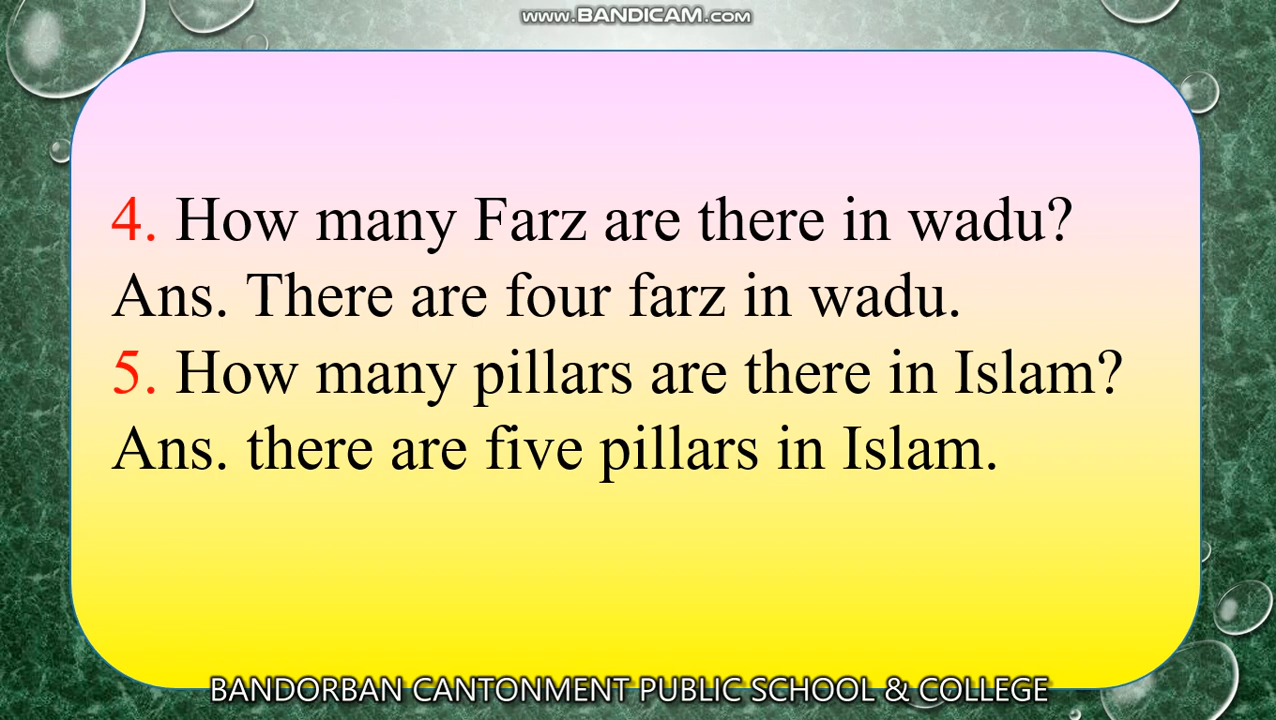 www.BANDICAM.com
4. How many Farz are there in wadu?
Ans. There are four farz in wadu.
5. How many pillars are there in Islam?
Ans. there are five pillars in Islam.
BANDORBAN CANTONMENT PUBLIC SCHOOL & COLLEGE